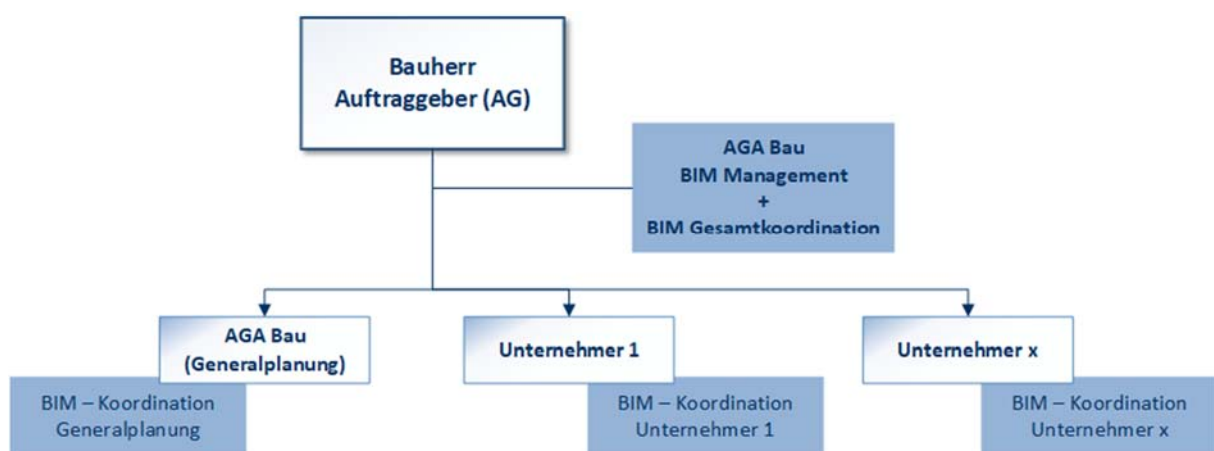 Bauherr
Auftraggeber (AG)
AGA Bau
BIM Management
+
BIM Gesamtkoordination
AGA Bau
(Generalplanung)
Unternehmer 1
Unternehmer x
BIM – Koordination
Generalplanung
BIM – Koordination
Unternehmer 1
BIM – Koordination
Unternehmer x